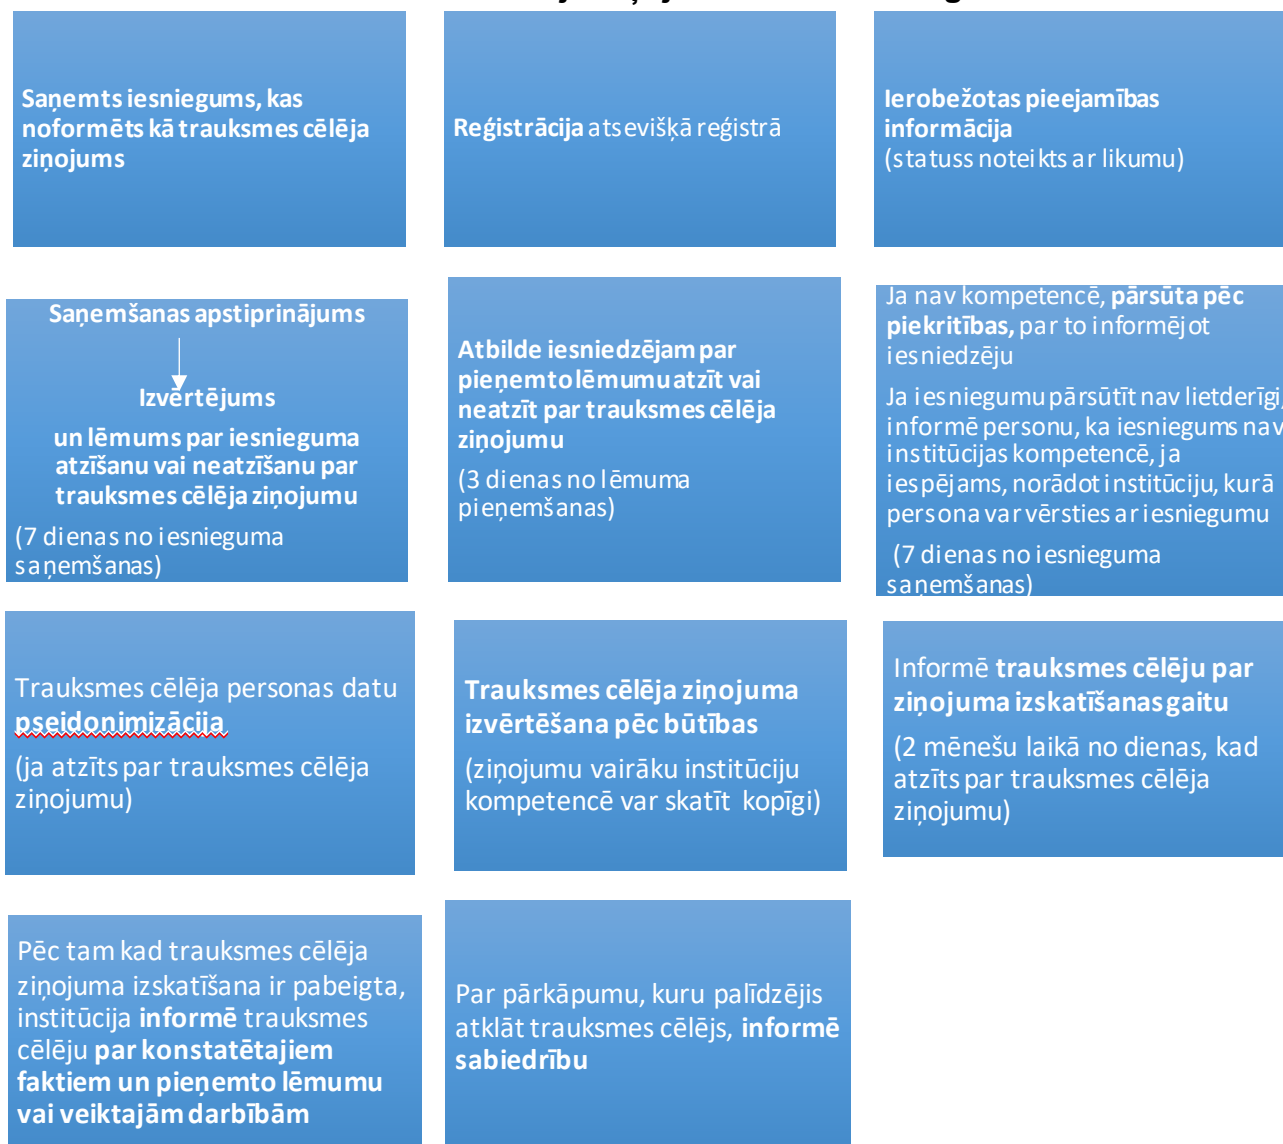 Saņemts iesniegums, kas
noformēts kā trauksmes cēlēja
ziņojums
Reģistrācija atsevišķā reģistrā
Ierobežotas pieejamības
informācija
(statuss noteikts ar likumu)
Saņemšanas apstiprinājums
Izvērtējums
un lēmums par iesnieguma
atzīšanu vai neatzīšanu par
trauksmes cēlēja ziņojumu
(7 dienas no iesnieguma
saņemšanas)
Atbilde iesniedzējam par
pieņemto lēmumu atzīt vai
neatzīt par trauksmes cēlēja
ziņojumu
(3 dienas no lēmuma
pieņemšanas)
Ja nav kompetencē, pārsūta pēc
piekritības, par to informējot
iesniedzēju
Ja iesniegumu pārsūtīt nav lietderīgi,
informē personu, ka iesniegums nav
institūcijas kompetencē, ja
iespējams, norādot institūciju, kurā
persona var vērsties ar iesniegumu
(7 dienas no iesnieguma
saņemšanas)
Trauksmes cēlēja personas datu
pseidonimizācija
(ja atzīts par trauksmes cēlēja
ziņojumu)
Trauksmes cēlēja ziņojuma
izvērtēšana pēc būtības
(ziņojumu vairāku institūciju
kompetencē var skatīt kopīgi)
Informē trauksmes cēlēju par
ziņojuma izskatīšanas gaitu
(2 mēnešu laikā no dienas, kad
atzīts par trauksmes cēlēja
ziņojumu)
Pēc tam kad trauksmes cēlēja
ziņojuma izskatīšana ir pabeigta,
institūcija informē trauksmes
cēlēju par konstatētajiem
faktiem un pieņemto lēmumu
vai veiktajām darbībām
Par pārkāpumu, kuru palīdzējis
atklāt trauksmes cēlējs, informē
sabiedrību